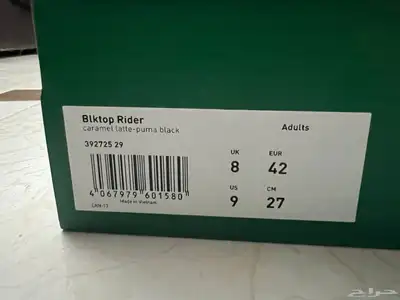 Blktop Rider
caramel latte-puma black
Adults
392725 29
UK EUR
8 42
US CM
9 27
4 067979 601580
Made in Vietnam
حراج